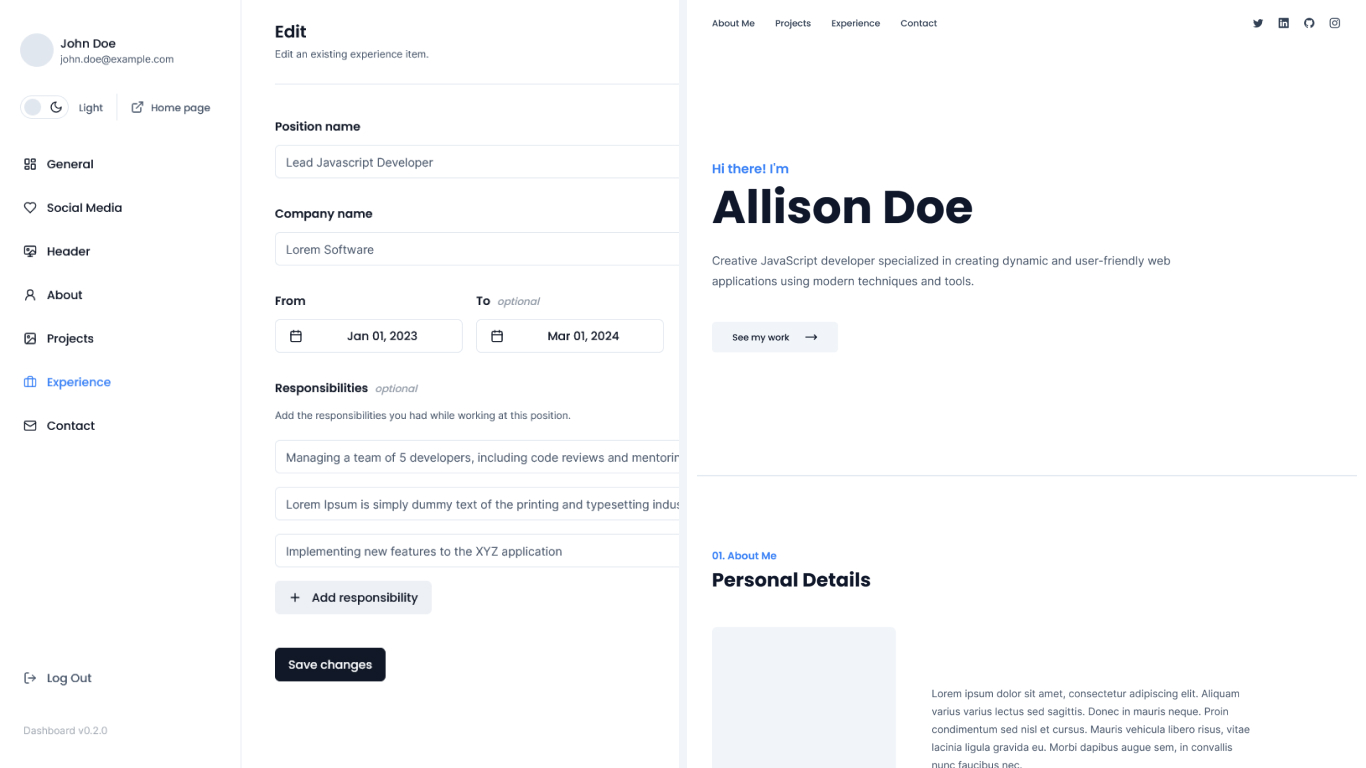 John Doe
john.doe@example.com
Light
Home page
General
Social Media
Header
About
Projects
Experience
Contact
Log Out
Dashboard v0.2.0
Edit
Edit an existing experience item.
Position name
Lead Javascript Developer
Company name
Lorem Software
From
To optional
Jan 01, 2023
Mar 01, 2024
Responsibilities optional
Add the responsibilities you had while working at this position.
Managing a team of 5 developers, including code reviews and mentorin
Lorem Ipsum is simply dummy text of the printing and typesetting indus
Implementing new features to the XYZ application
+ Add responsibility
Save changes
About Me Projects Experience Contact
Hi there! I'm
Allison Doe
Creative JavaScript developer specialized in creating dynamic and user-friendly web
applications using modern techniques and tools.
See my work →
01. About Me
Personal Details
Lorem ipsum dolor sit amet, consectetur adipiscing elit. Aliquam
varius varius lectus sed sagittis. Donec in mauris neque. Proin
condimentum sed nisl et cursus. Mauris vehicula libero risus, vitae
lacinia ligula gravida eu. Morbi dapibus augue sem, in convallis
nunc faucibus nec.